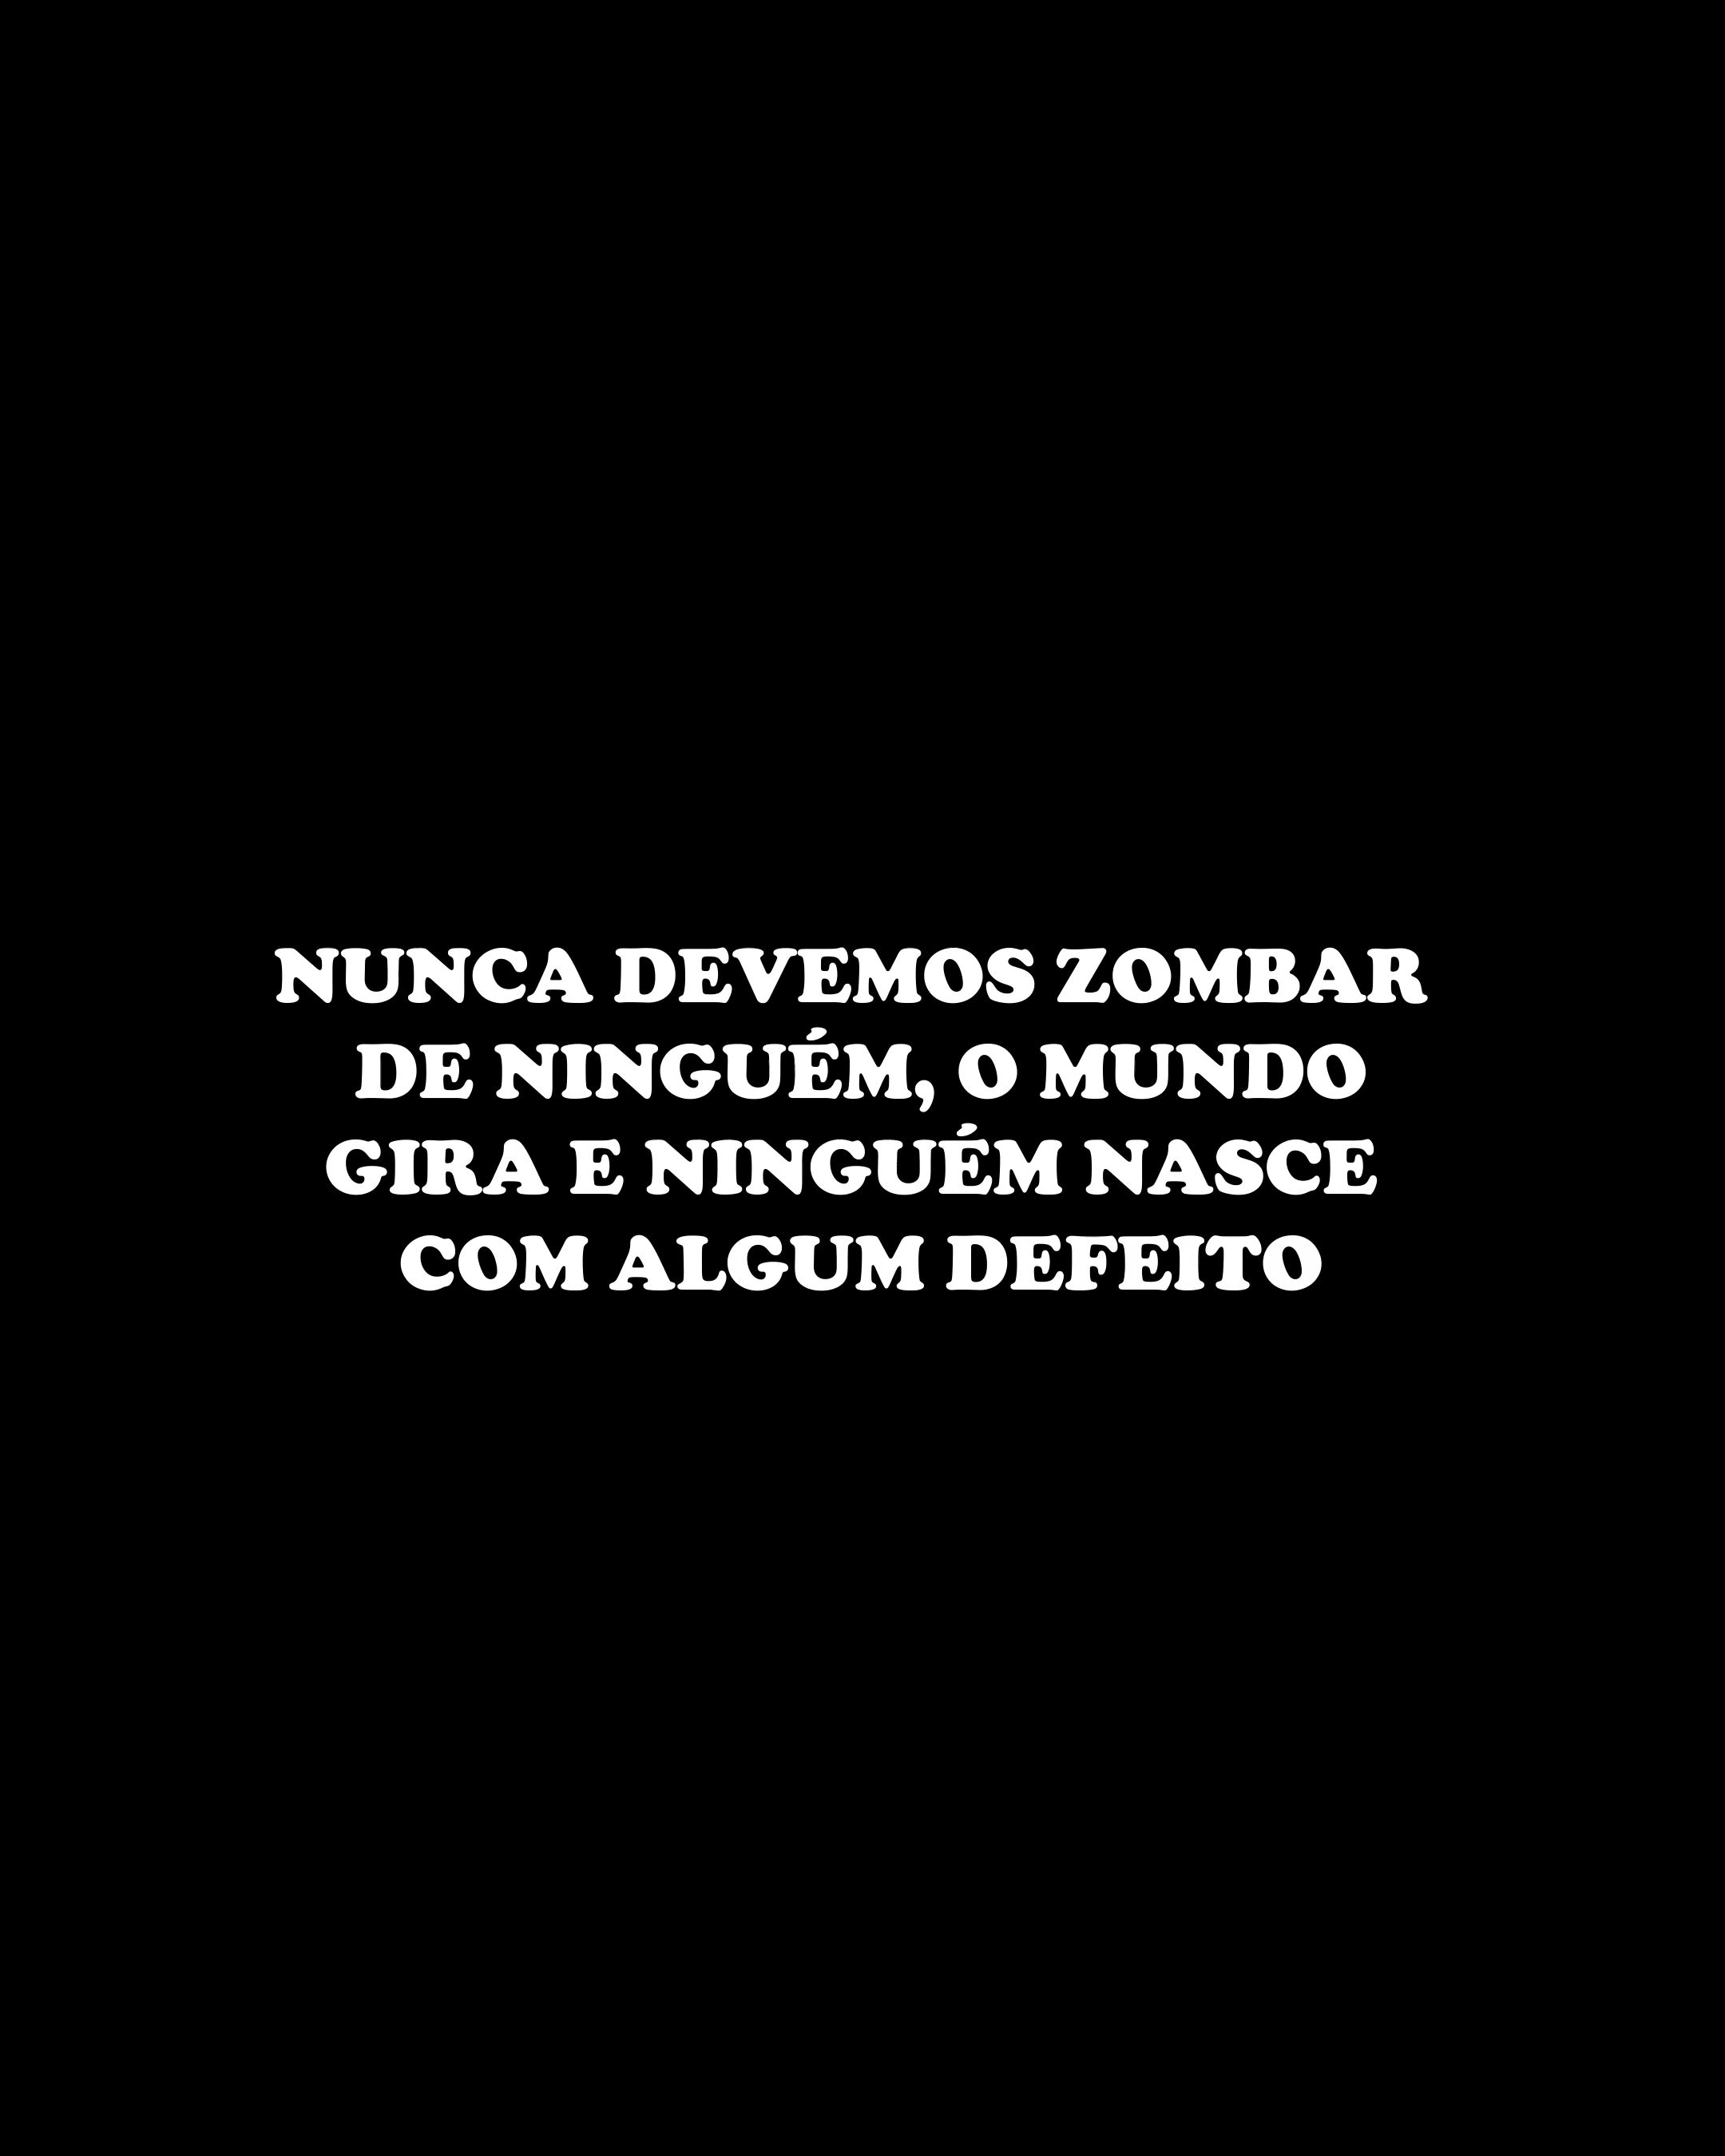 NUNCA DEVEMOS ZOMBAR
DE NINGUÉM, O MUNDO
GIRA E NINGUÉM NASCE
COM ALGUM DEFEITO